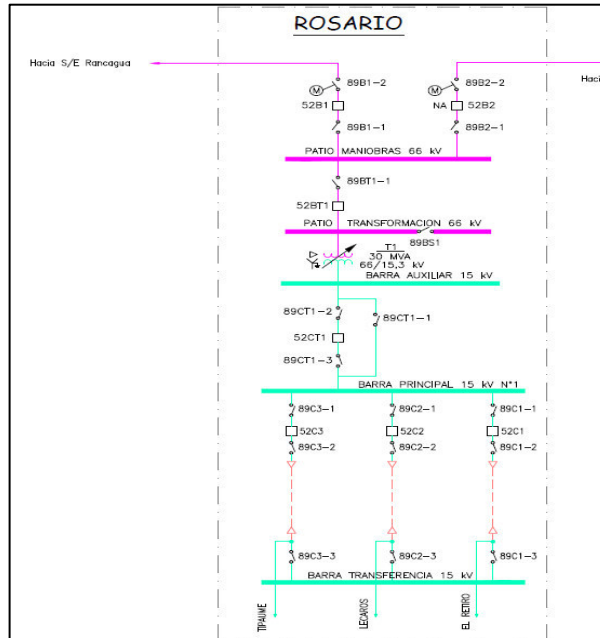 ROSARIO
Hacia S/E Rancagua
Haci
M
89B1-2
52B1
89B1-1
M
89B2-2
NA
52B2
89B2-1
PATIO MANIOBRAS 66 kV
89BT1-1
52BT1
PATIO TRANSFORMACION 66 kV
89BS1
T1
30 MVA
66/15,3 kV
BARRA AUXILIAR 15 kV
89CT1-2
89CT1-1
52CT1
89CT1-3
BARRA PRINCIPAL 15 kV N°1
89C3-1
89C2-1
89C1-1
52C3
52C2
52C1
89C3-2
89C2-2
89C1-2
89C3-3
89C2-3
89C1-3
BARRA TRANSFERENCIA 15 kV
TIPAUME
LECAROS
EL RETIRO